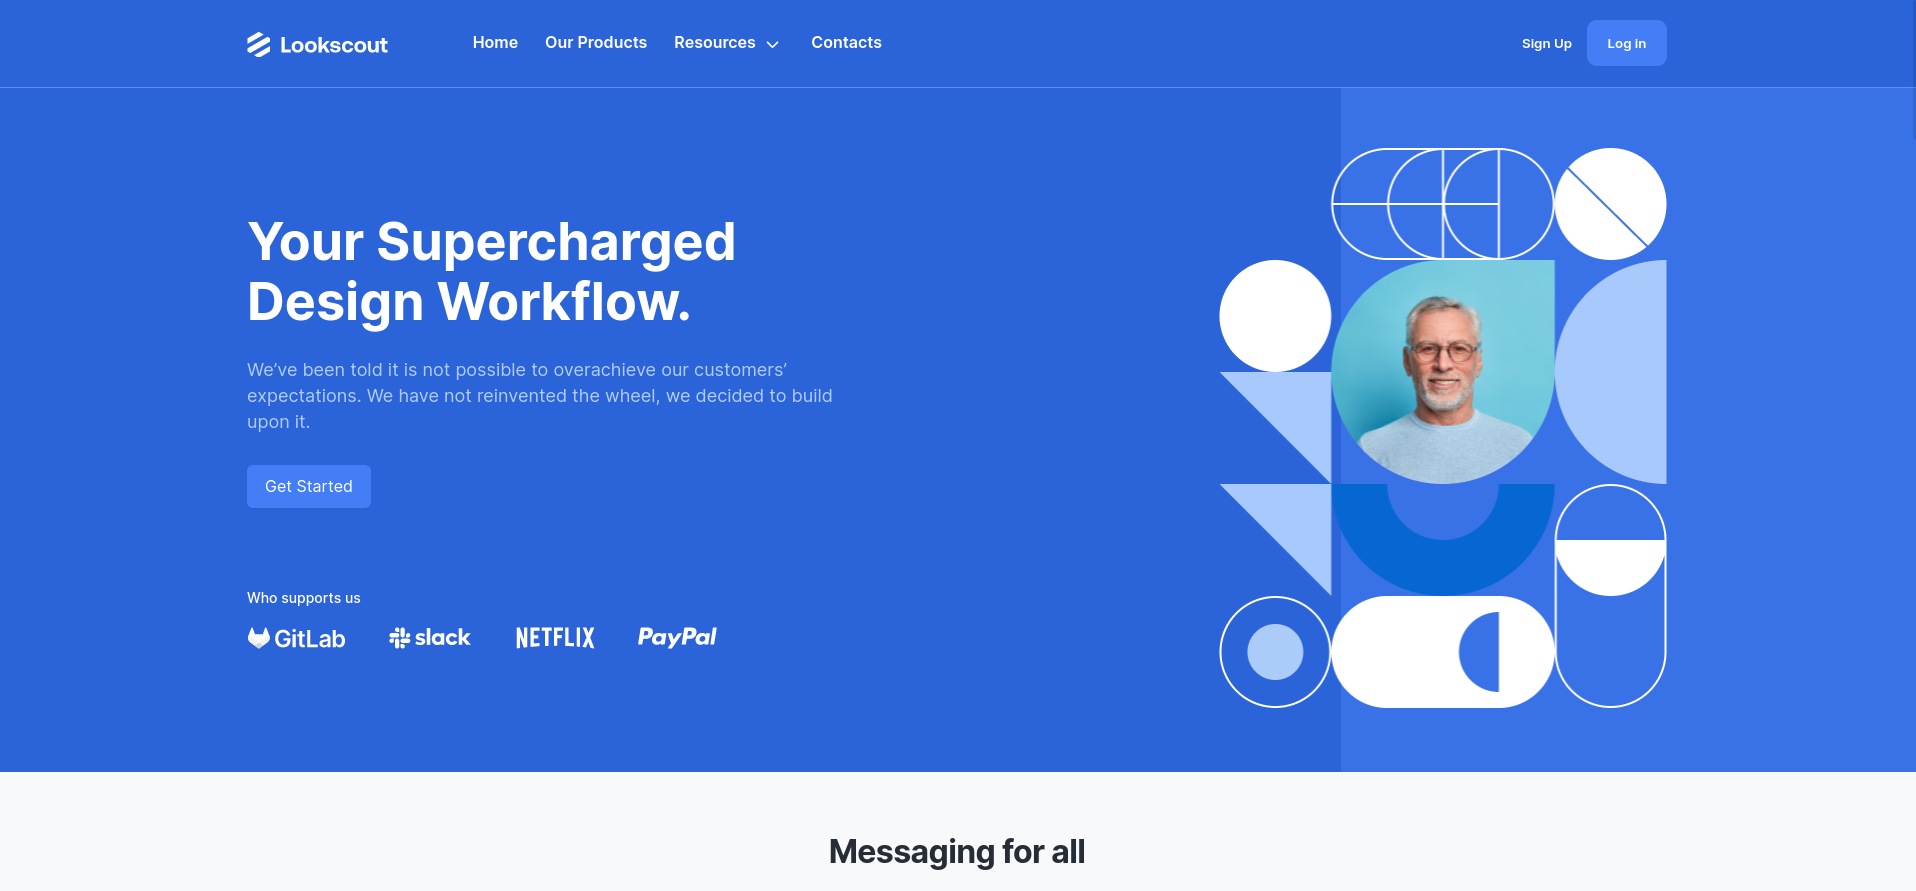 Lookscout
Home
Our Products
Resources
Contacts
Sign Up
Log in
Your Supercharged
Design Workflow.
We’ve been told it is not possible to overachieve our customers’
expectations. We have not reinvented the wheel, we decided to build
upon it.
Get Started
Who supports us
GitLab
slack
NETFLIX
PayPal
Messaging for all